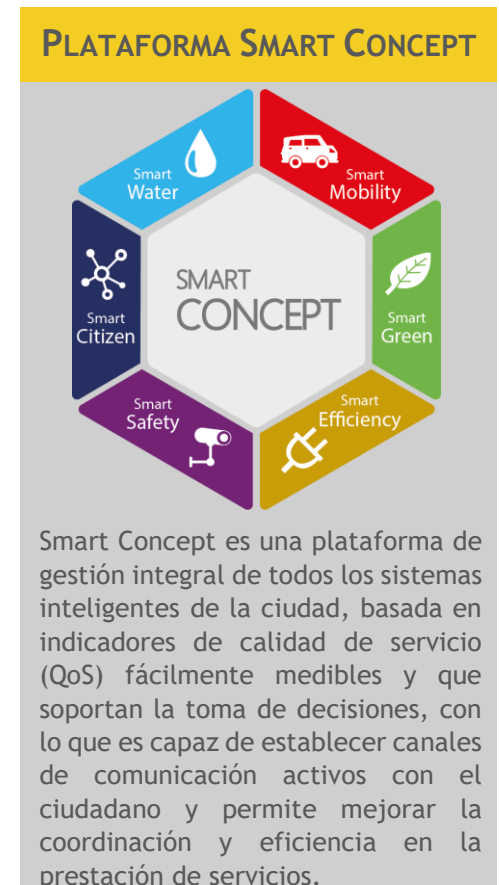 PLATAFORMA SMART CONCEPT
Smart
Water
Smart
Mobility
Smart
Citizen
SMART
CONCEPT
Smart
Green
Smart
Safety
Smart
Efficiency
Smart Concept es una plataforma de
gestión integral de todos los sistemas
inteligentes de la ciudad, basada en
indicadores de calidad de servicio
(QoS) fácilmente medibles y que
soportan la toma de decisiones, con
lo que es capaz de establecer canales
de comunicación activos con el
ciudadano y permite mejorar la
coordinación y eficiencia en la
prestación de servicios.